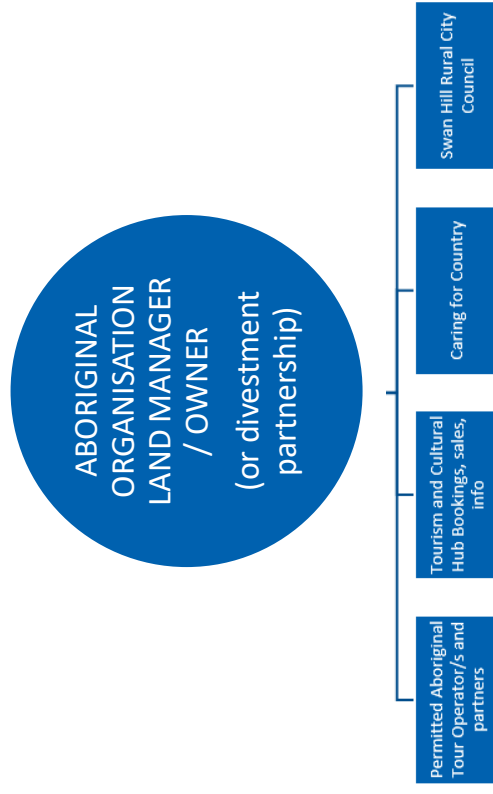 ABORIGINAL
ORGANISATION
LAND MANAGER
/ OWNER
(or divestment
partnership)
Permitted Aboriginal
Tour Operator/s and
partners
Tourism and Cultural
Hub Bookings, sales,
info
Caring for Country
Swan Hill Rural City
Council